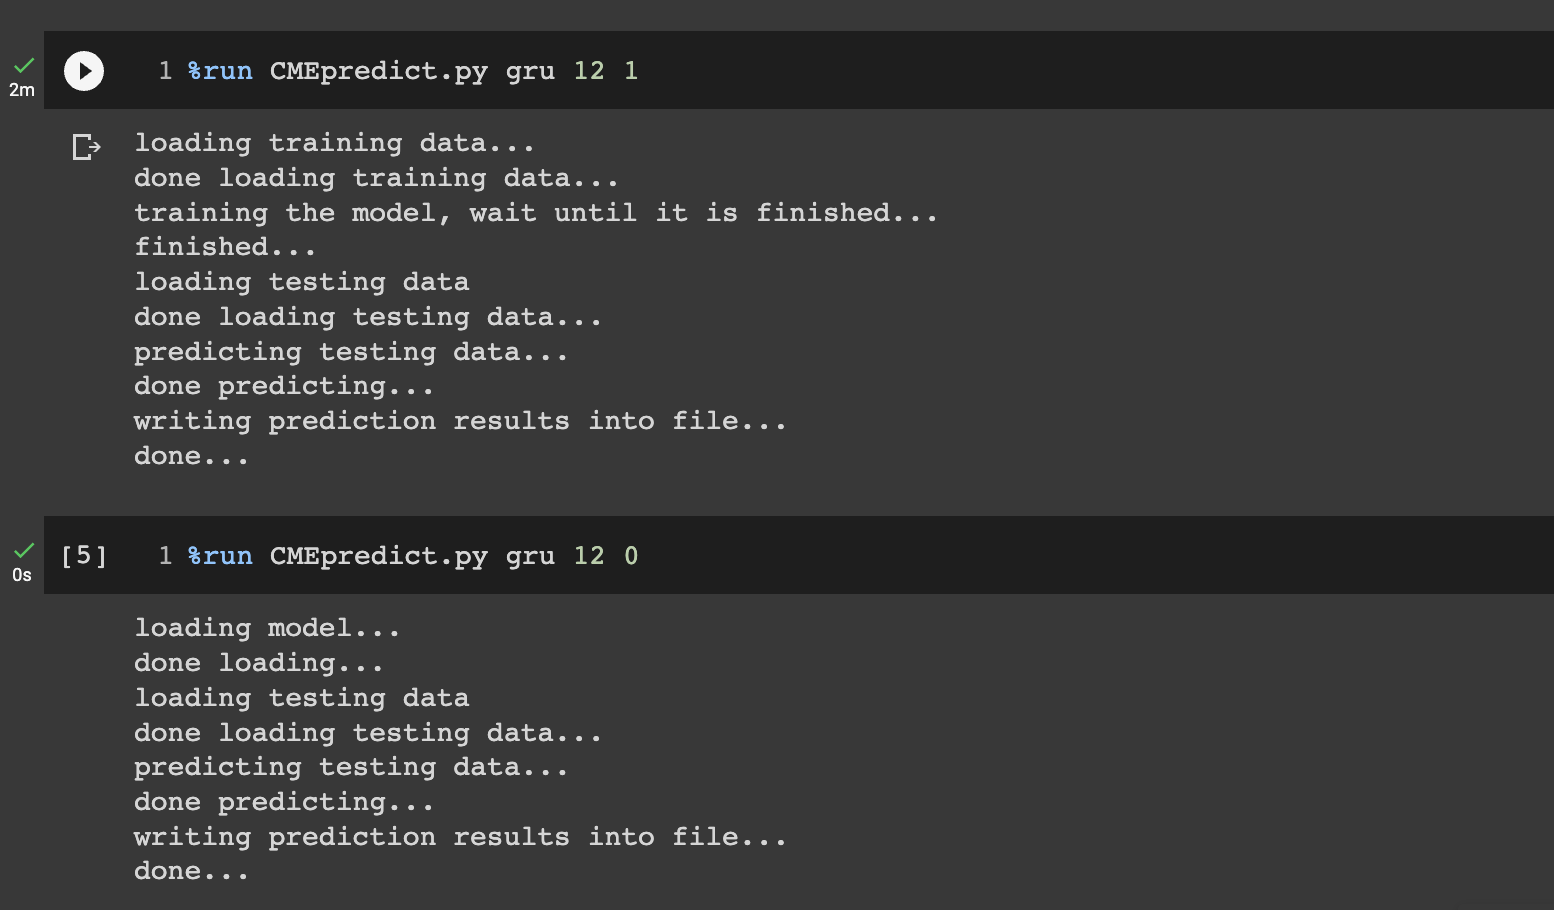 2m
1 %run CMEpredict.py gru 12 1
loading training data...
done loading training data...
training the model, wait until it is finished...
finished...
loading testing data
done loading testing data...
predicting testing data...
done predicting...
writing prediction results into file...
done...
0s
[5] 1 %run CMEpredict.py gru 12 0
loading model...
done loading...
loading testing data
done loading testing data...
predicting testing data...
done predicting...
writing prediction results into file...
done...